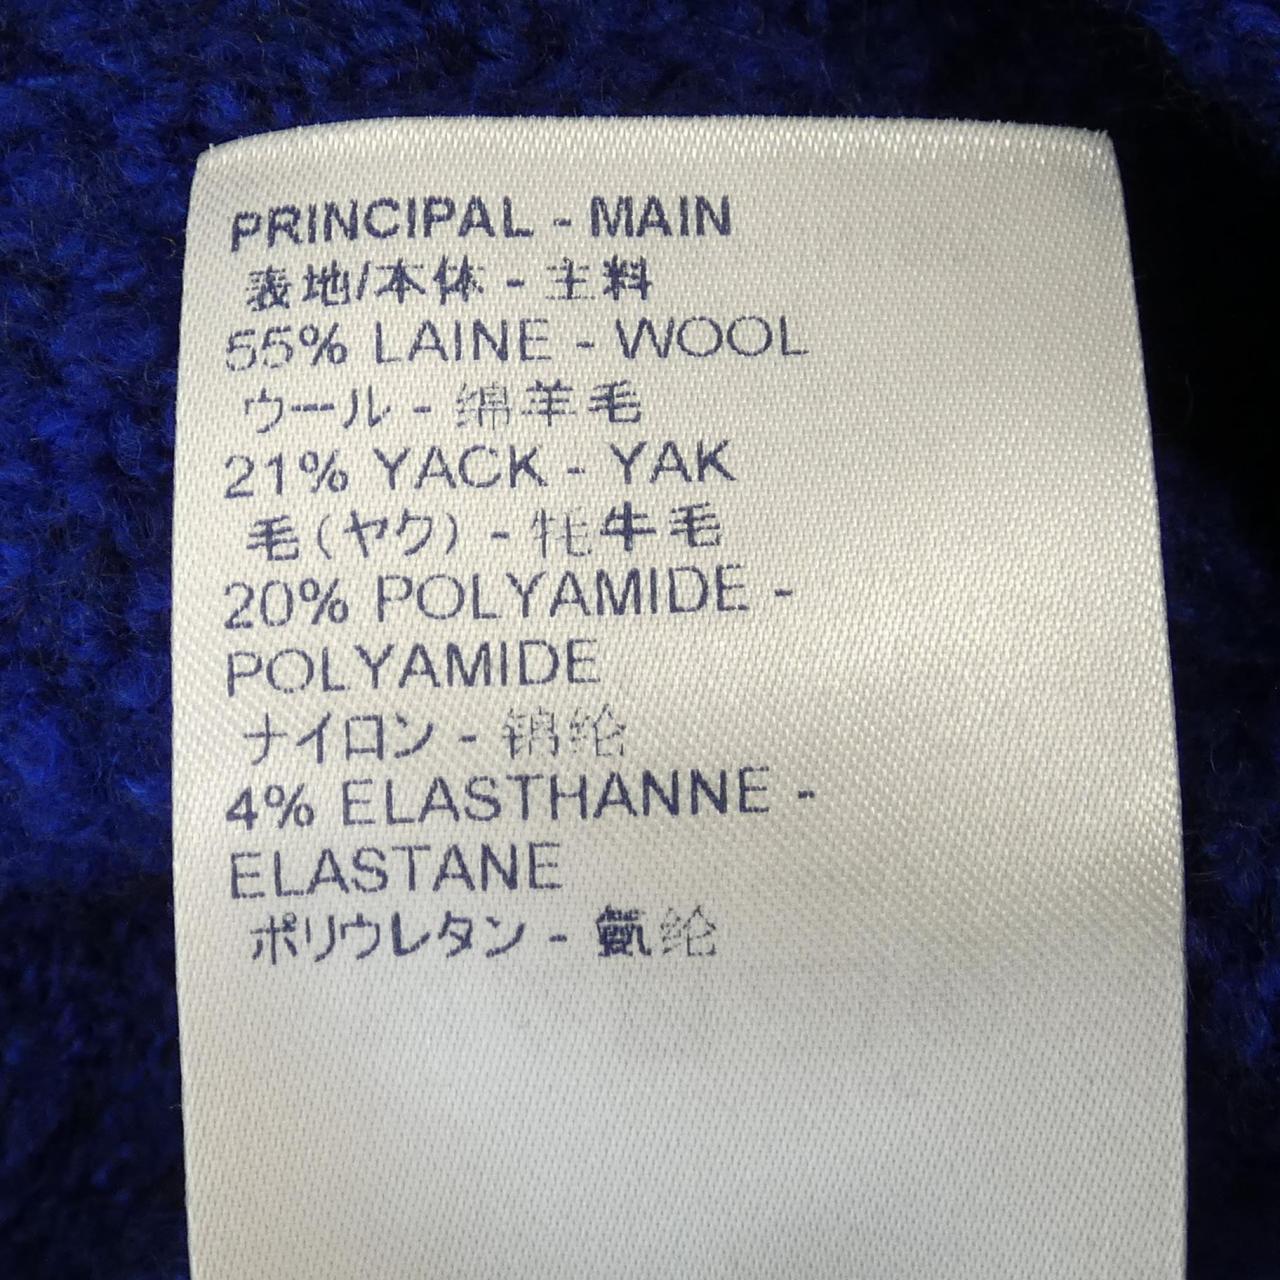 PRINCIPAL - MAIN
表地/本体 - 主料
55% LAINE - WOOL
ウール - 绵羊毛
21% YACK - YAK
毛(ヤク) - 牦牛毛
20% POLYAMIDE -
POLYAMIDE
ナイロン - 锦纶
4% ELASTHANNE -
ELASTANE
ポリウレタン - 氨纶